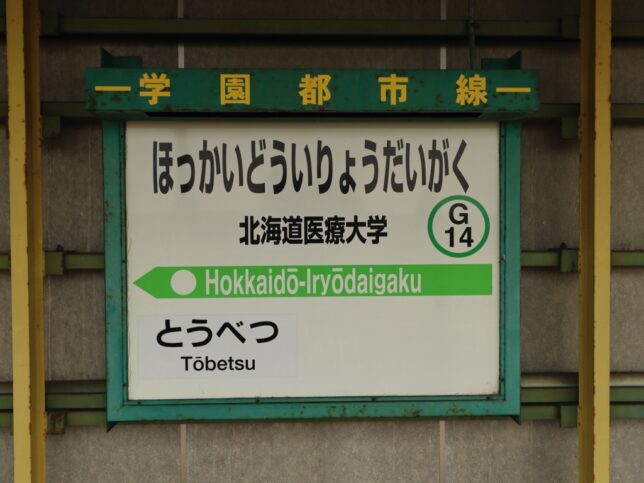 ー学園都市線ー
ほっかいどういりょうだいがく
北海道医療大学
G
14
Hokkaidō-Iryōdaigaku
とうべつ
Tōbetsu